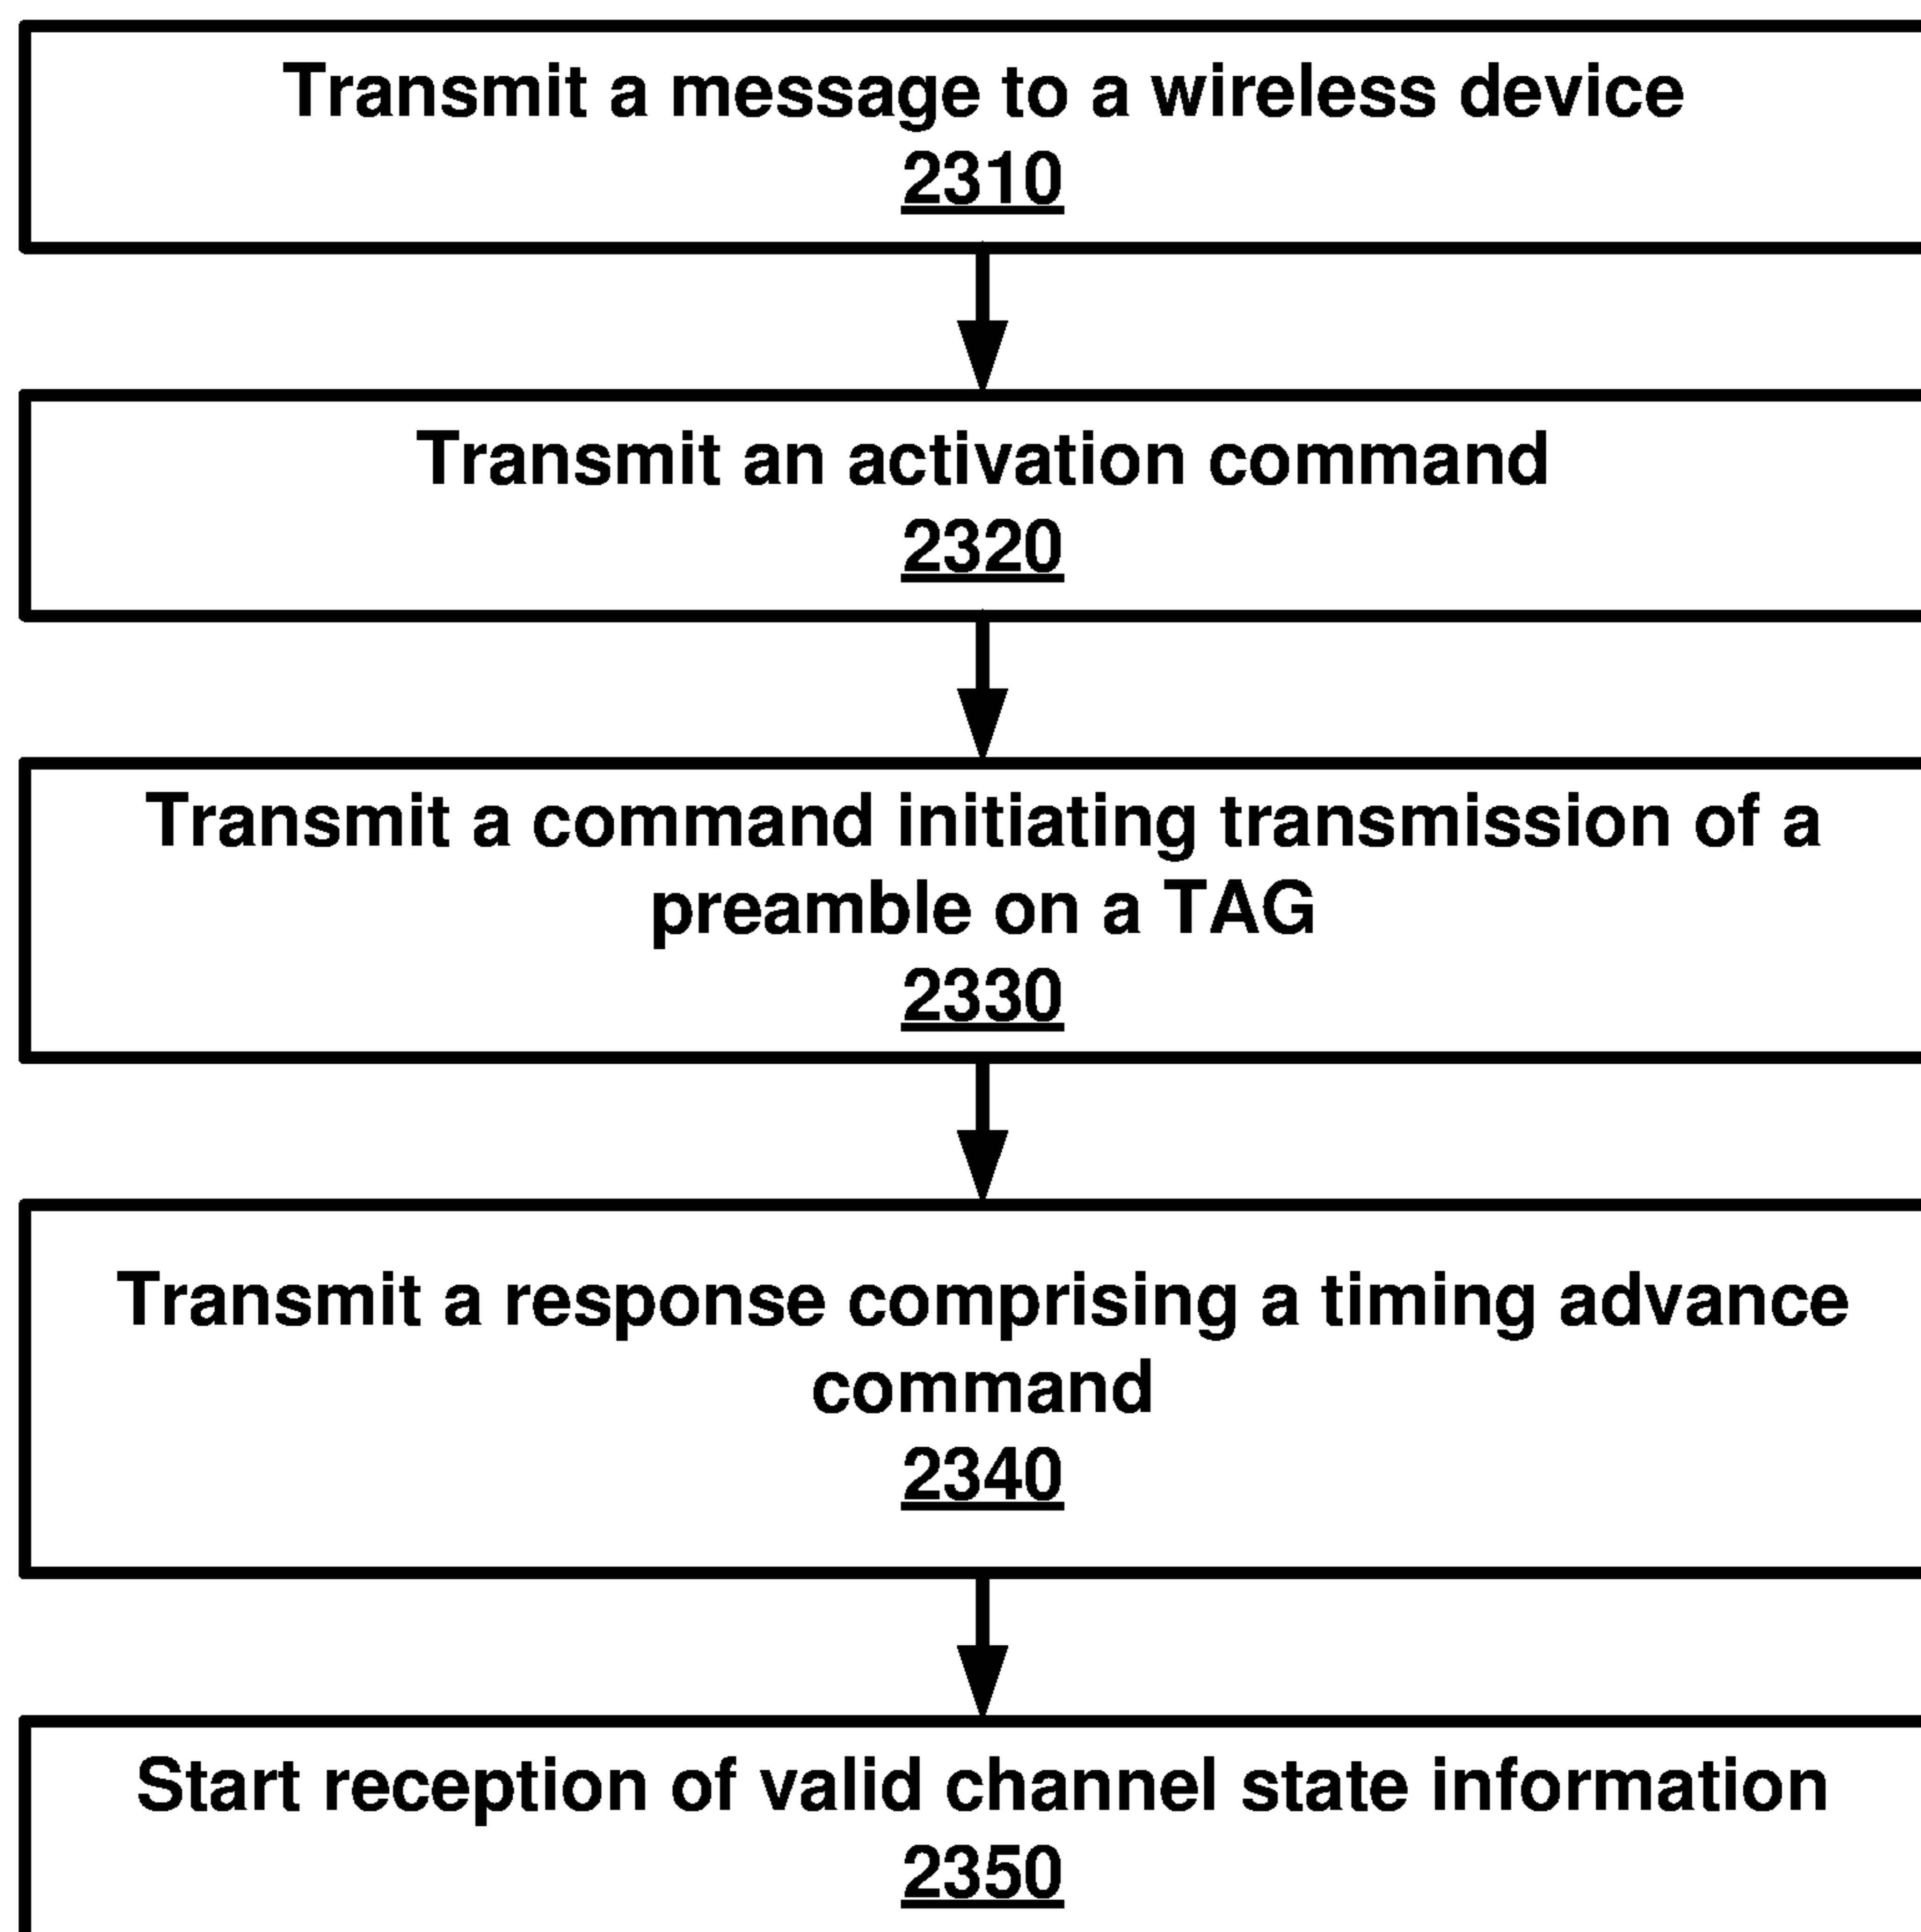 Transmit a message to a wireless device
2310
Transmit an activation command
2320
Transmit a command initiating transmission of a
preamble on a TAG
2330
Transmit a response comprising a timing advance
command
2340
Start reception of valid channel state information
2350